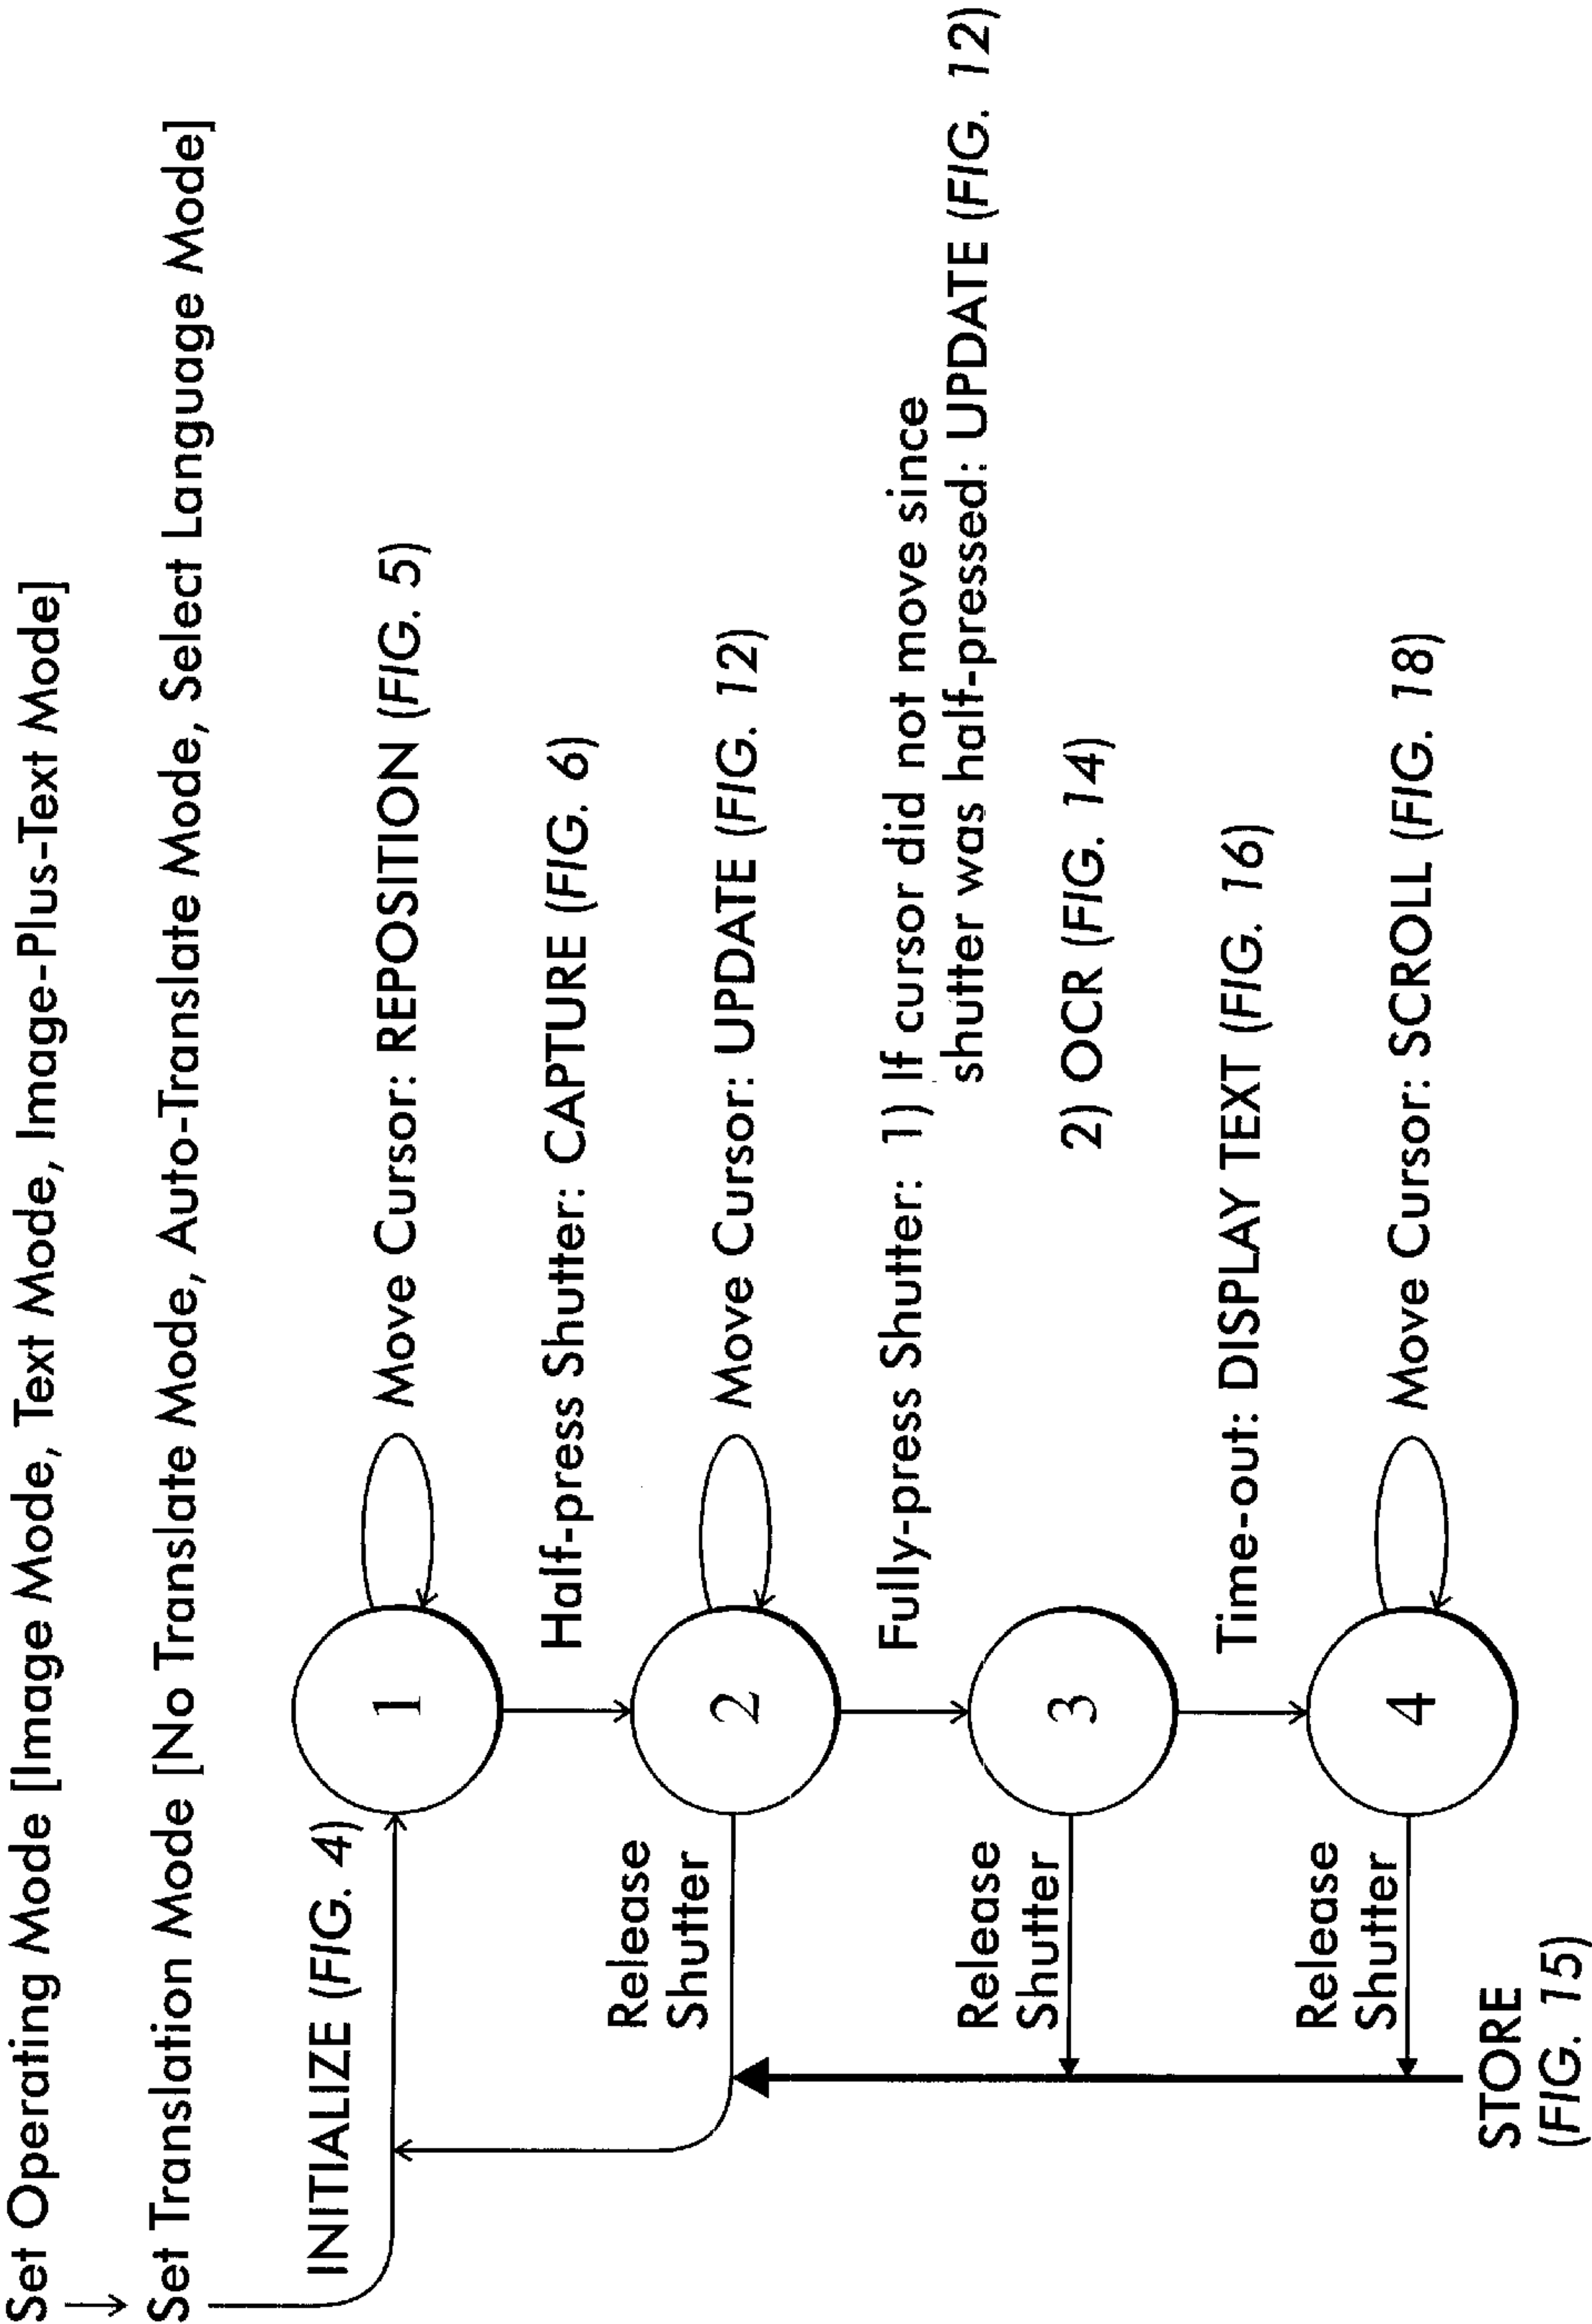 Set Operating Mode [Image Mode, Text Mode, Image-Plus-Text Mode]
Set Translation Mode [No Translate Mode, Auto-Translate Mode, Select Language Mode]
INITIALIZE (FIG. 4)
1
Move Cursor: REPOSITION (FIG. 5)
Half-press Shutter: CAPTURE (FIG. 6)
Release
Shutter
2
Move Cursor: UPDATE (FIG. 12)
Fully-press Shutter: 1) If cursor did not move since
shutter was half-pressed: UPDATE (FIG. 12)
2) OCR (FIG. 14)
Release
Shutter
3
Time-out: DISPLAY TEXT (FIG. 16)
Release
Shutter
4
Move Cursor: SCROLL (FIG. 18)
STORE
(FIG. 15)